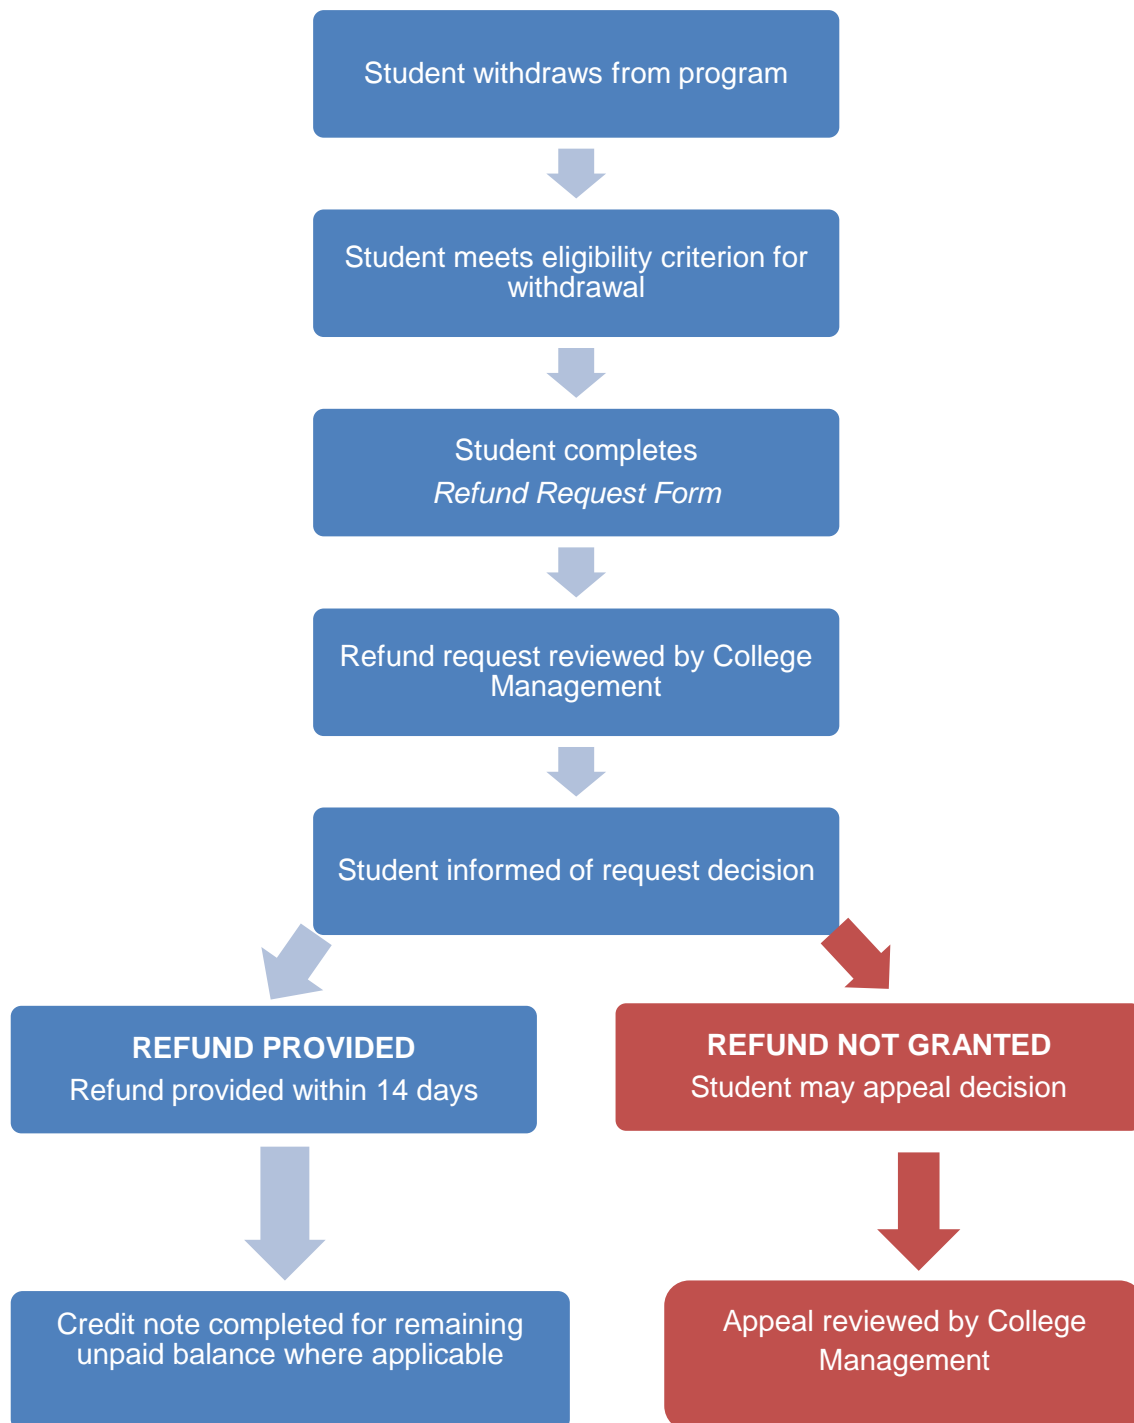 Student withdraws from program
Student meets eligibility criterion for
withdrawal
Student completes
Refund Request Form
Refund request reviewed by College
Management
Student informed of request decision
REFUND PROVIDED
Refund provided within 14 days
REFUND NOT GRANTED
Student may appeal decision
Credit note completed for remaining
unpaid balance where applicable
Appeal reviewed by College
Management